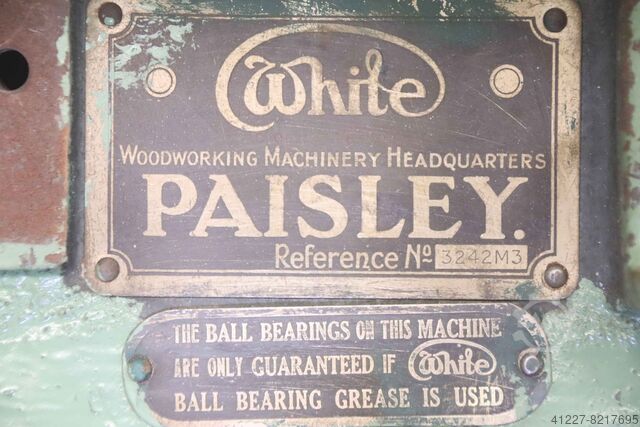 White
WOODWORKING MACHINERY HEADQUARTERS
PAISLEY.
Reference Nº 3242M3
THE BALL BEARINGS ON THIS MACHINE
ARE ONLY GUARANTEED IF White
BALL BEARING GREASE IS USED
41227-8217695